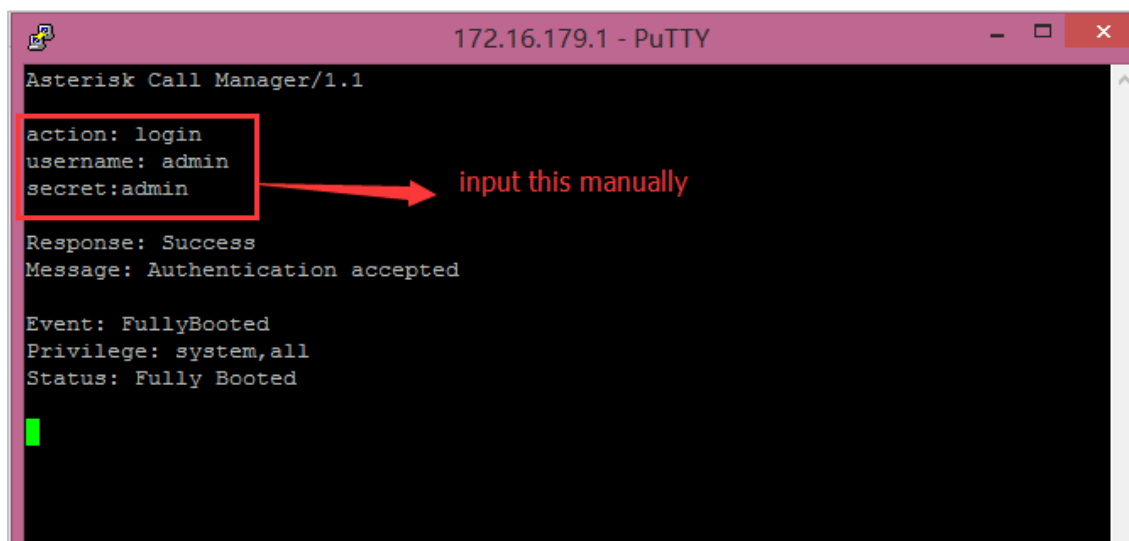 172.16.179.1 - PuTTY
Asterisk Call Manager/1.1
action: login
username: admin
secret:admin
input this manually
Response: Success
Message: Authentication accepted
Event: FullyBooted
Privilege: system,all
Status: Fully Booted